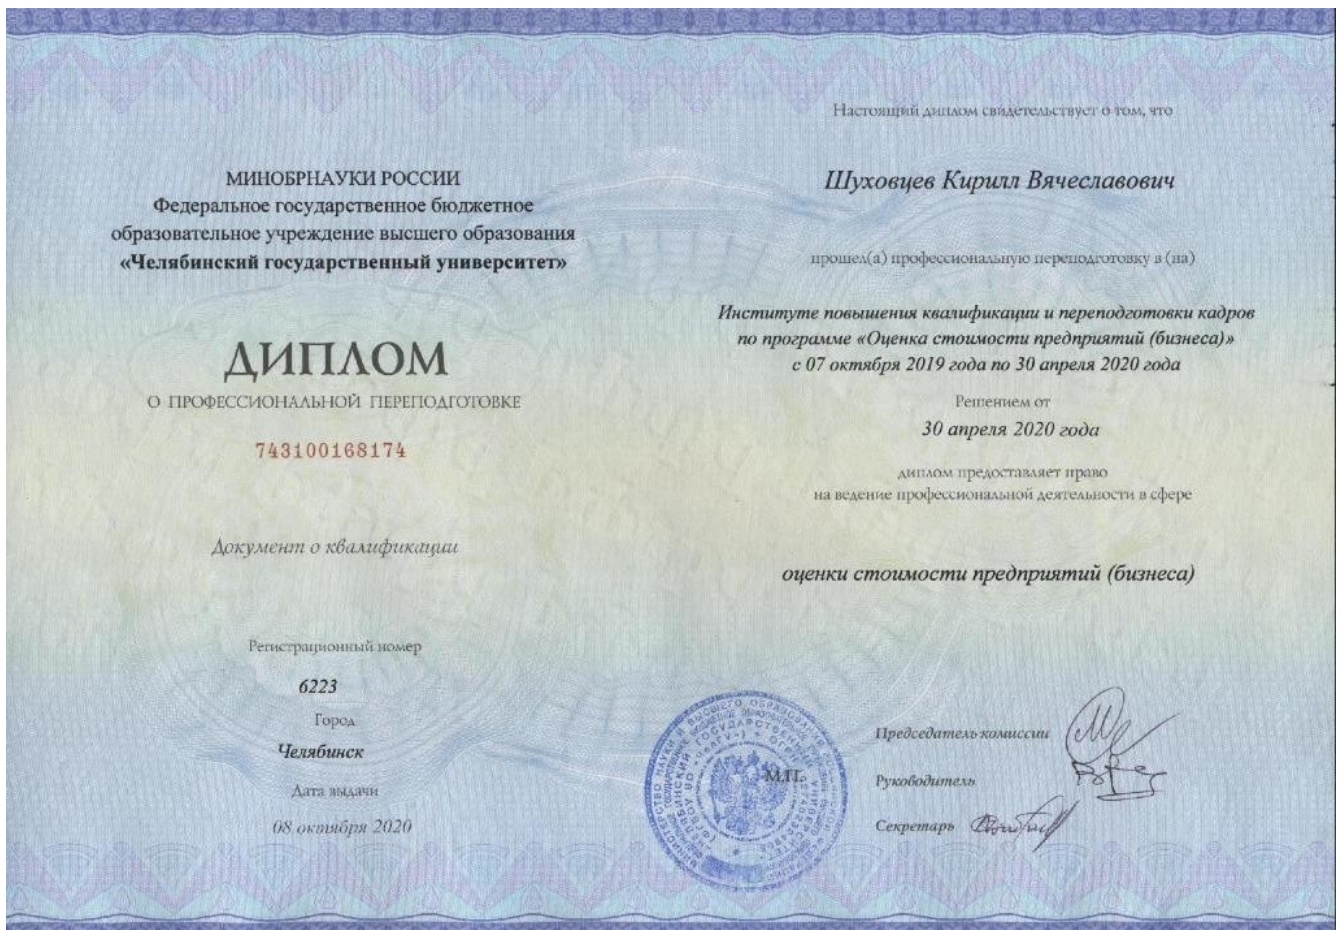 МИНОБРНАУКИ РОССИИ
Федеральное государственное бюджетное
образовательное учреждение высшего образования
«Челябинский государственный университет»
ДИПЛОМ
О ПРОФЕССИОНАЛЬНОЙ ПЕРЕПОДГОТОВКЕ
743100168174
Документ о квалификации
Регистрационный номер
6223
Город
Челябинск
Дата выдачи
08 октября 2020
Настоящий диплом свидетельствует о том, что
Шуховцев Кирилл Вячеславович
прошел(а) профессиональную переподготовку в (на)
Институте повышения квалификации и переподготовки кадров
по программе «Оценка стоимости предприятий (бизнеса)»
с 07 октября 2019 года по 30 апреля 2020 года
Решением от
30 апреля 2020 года
диплом предоставляет право
на ведение профессиональной деятельности в сфере
оценки стоимости предприятий (бизнеса)
М.П.
Председатель комиссии
Руководитель
Секретарь